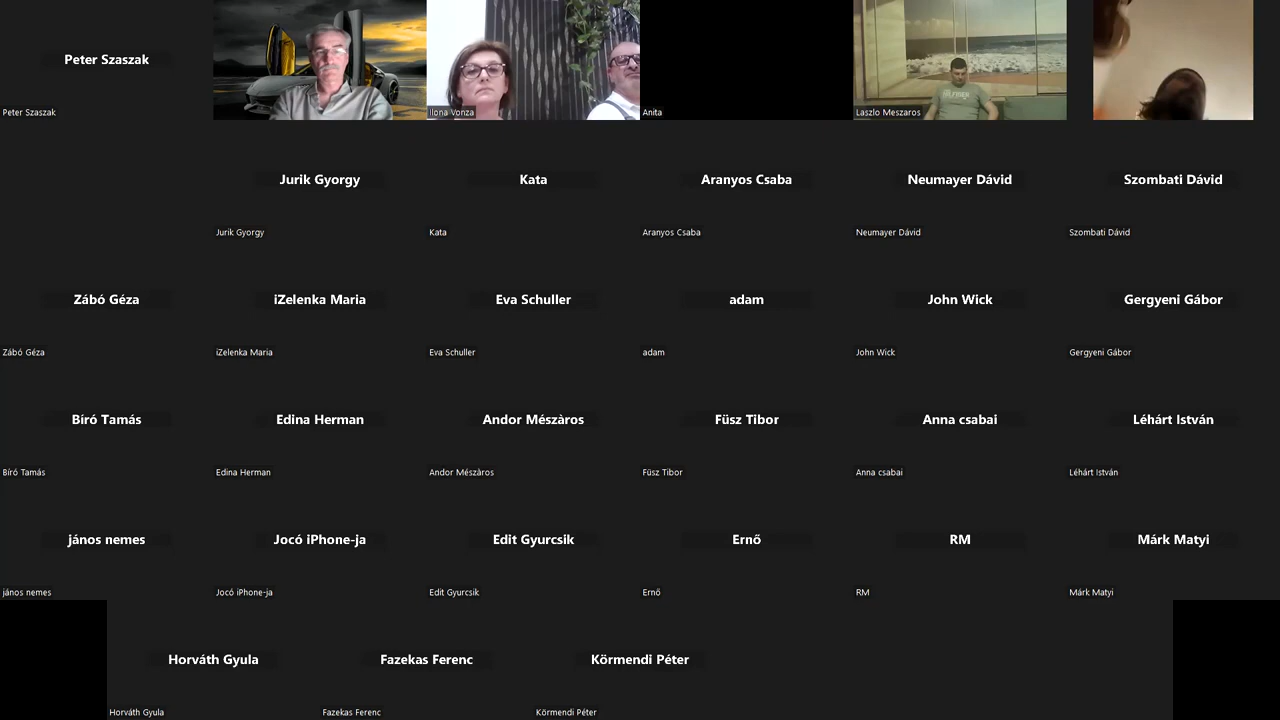 Peter Szaszak
Peter Szaszak
Ilona Vonza
Anita
Laszlo Meszaros
Jurik Gyorgy
Kata
Aranyos Csaba
Neumayer Dávid
Szombati Dávid
Jurik Gyorgy
Kata
Aranyos Csaba
Neumayer Dávid
Szombati Dávid
Zábó Géza
iZelenka Maria
Eva Schuller
adam
John Wick
Gergyeni Gábor
Zábó Géza
iZelenka Maria
Eva Schuller
adam
John Wick
Gergyeni Gábor
Bíró Tamás
Edina Herman
Andor Mészàros
Füsz Tibor
Anna csabai
Léhárt István
Bíró Tamás
Edina Herman
Andor Mészàros
Füsz Tibor
Anna csabai
Léhárt István
jános nemes
Jocó iPhone-ja
Edit Gyurcsik
Ernő
RM
Márk Matyi
jános nemes
Jocó iPhone-ja
Edit Gyurcsik
Ernő
RM
Márk Matyi
Horváth Gyula
Fazekas Ferenc
Körmendi Péter
Horváth Gyula
Fazekas Ferenc
Körmendi Péter